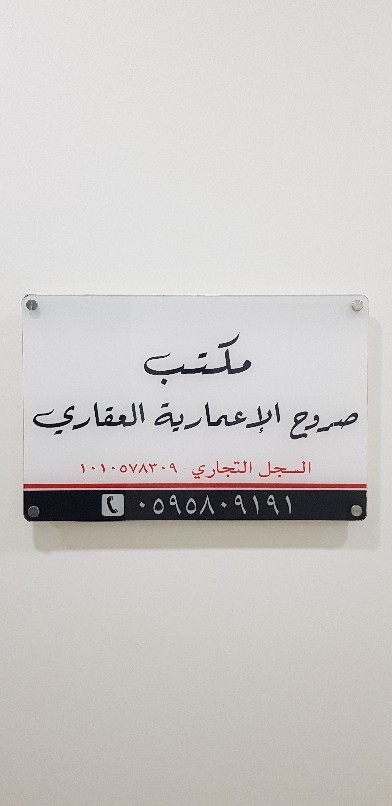 مكتب
صروح الإعمارية العقاري
السجل التجاري ١٠١٠٥٧٨٣٠٩
٠٥٩٥٨٠٩١٩١